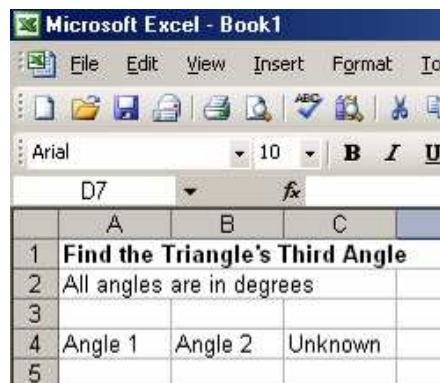 Microsoft Excel - Book1
File Edit View Insert Format
Arial 10 B I U
D7 fx
A B C
1 Find the Triangle's Third Angle
2 All angles are in degrees
3
4 Angle 1 Angle 2 Unknown
5